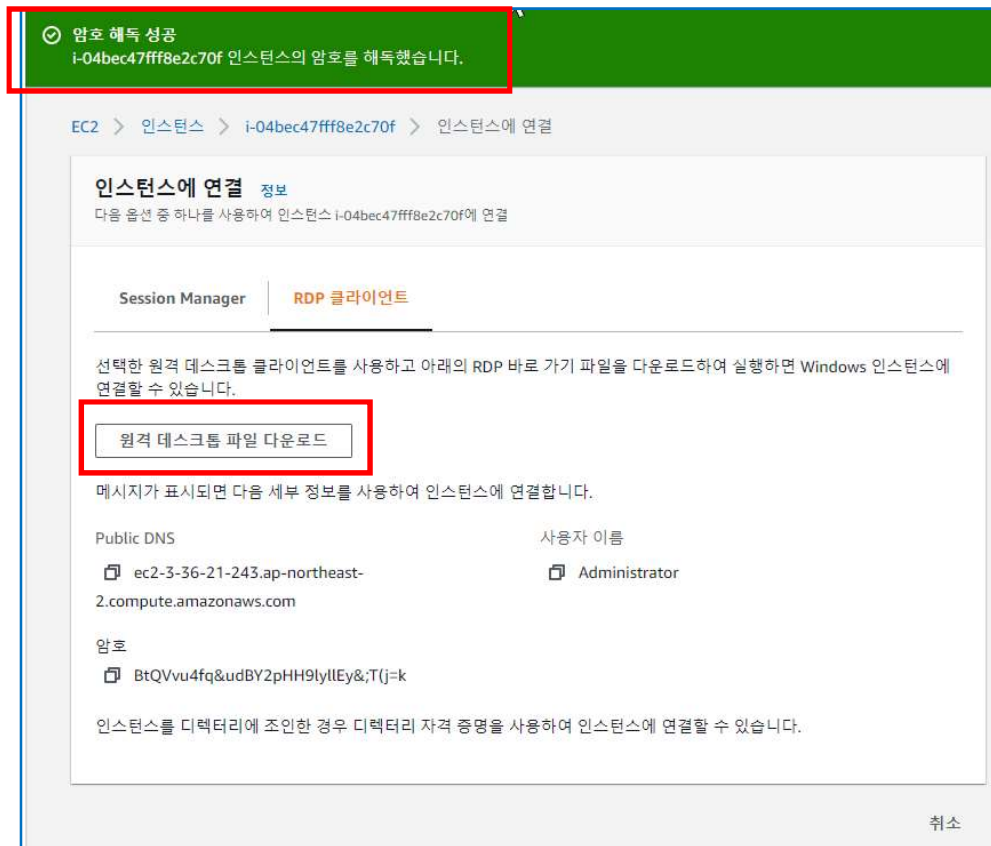 암호 해독 성공
i-04bec47fff8e2c70f 인스턴스의 암호를 해독했습니다.
EC2 > 인스턴스 > i-04bec47fff8e2c70f > 인스턴스에 연결
인스턴스에 연결 정보
다음 옵션 중 하나를 사용하여 인스턴스 i-04bec47fff8e2c70f에 연결
Session Manager RDP 클라이언트
선택한 원격 데스크톱 클라이언트를 사용하고 아래의 RDP 바로 가기 파일을 다운로드하여 실행하면 Windows 인스턴스에
연결할 수 있습니다.
원격 데스크톱 파일 다운로드
메시지가 표시되면 다음 세부 정보를 사용하여 인스턴스에 연결합니다.
Public DNS 사용자 이름
ec2-3-36-21-243.ap-northeast- Administrator
2.compute.amazonaws.com
암호
BtQVvu4fq&udBY2pHH9lyllEy&;T(j=k
인스턴스를 디렉터리에 조인한 경우 디렉터리 자격 증명을 사용하여 인스턴스에 연결할 수 있습니다.
취소